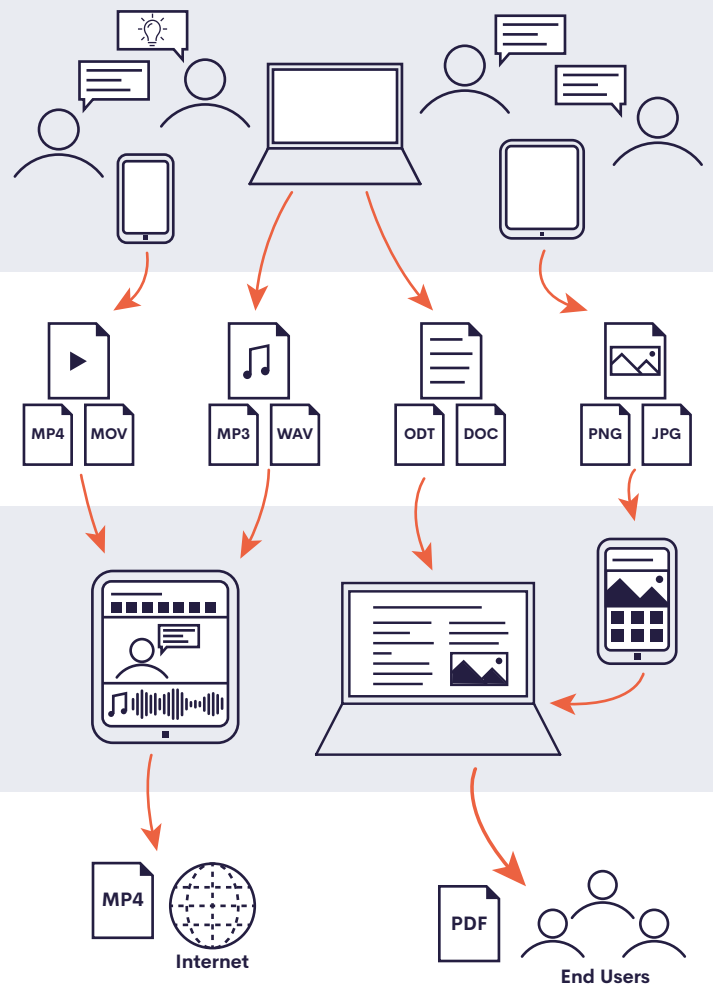 MP4
MOV
MP3
WAV
ODT
DOC
PNG
JPG
MP4
Internet
PDF
End Users